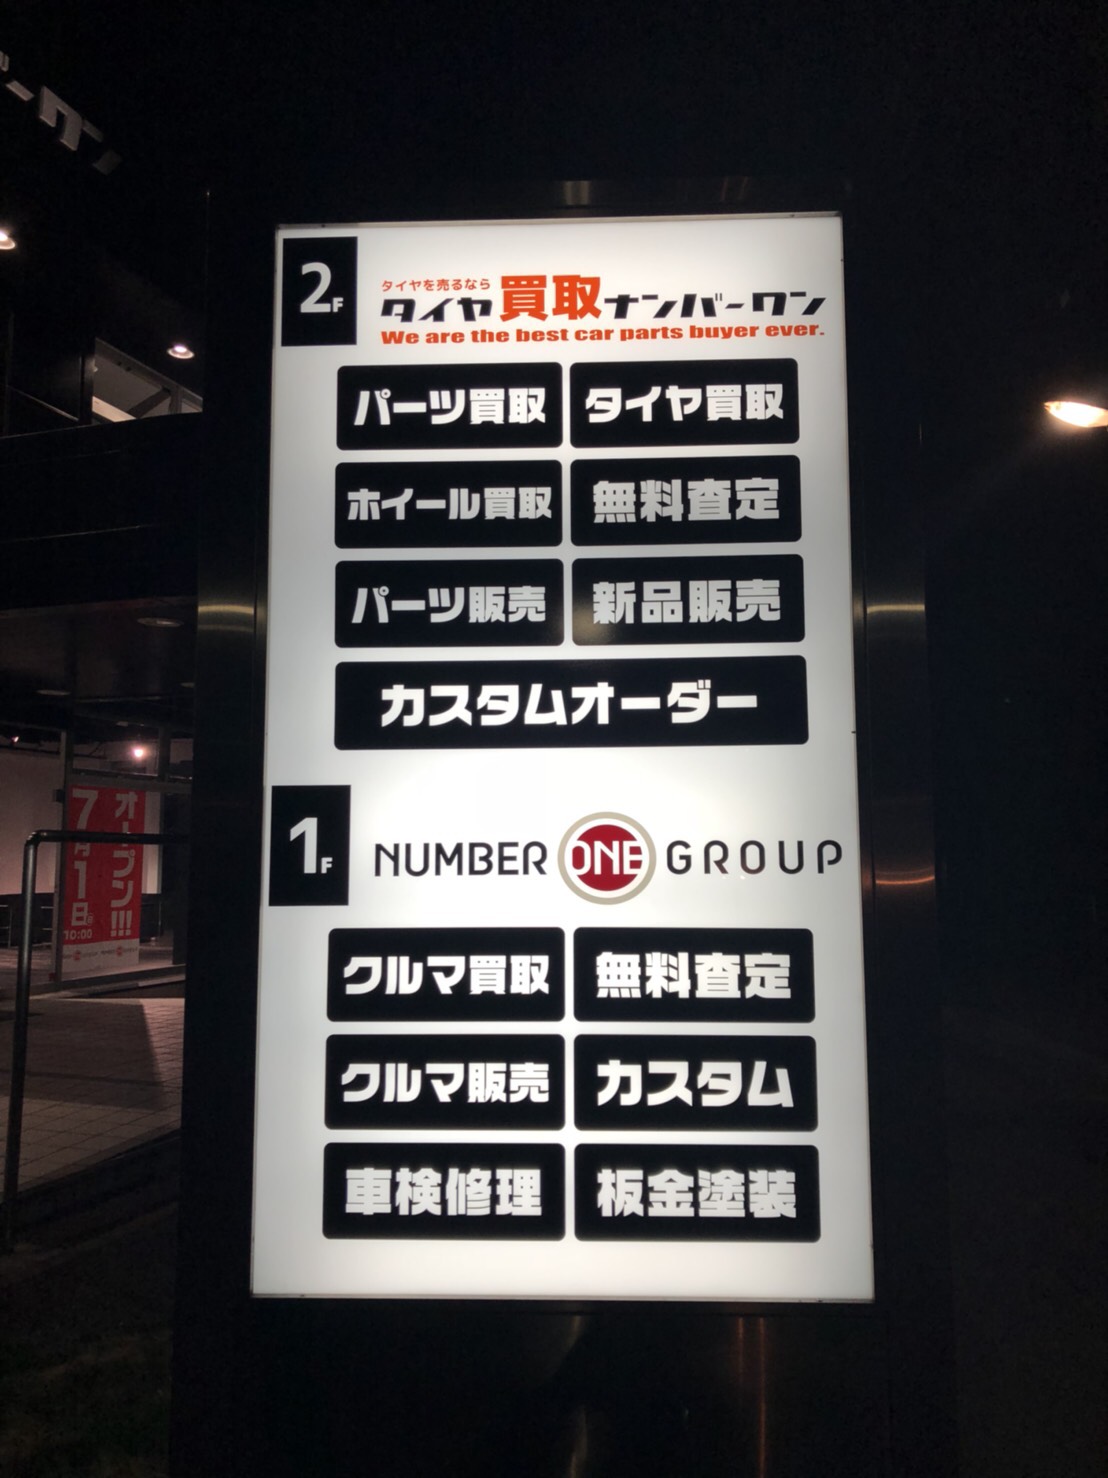 2F
タイヤを売るなら
タイヤ買取ナンバーワン
We are the best car parts buyer ever.
パーツ買取 タイヤ買取
ホイール買取 無料査定
パーツ販売 新品販売
カスタムオーダー
1F
NUMBER ONE GROUP
クルマ買取 無料査定
クルマ販売 カスタム
車検修理 板金塗装
オープン!!!
7月1日
10:00